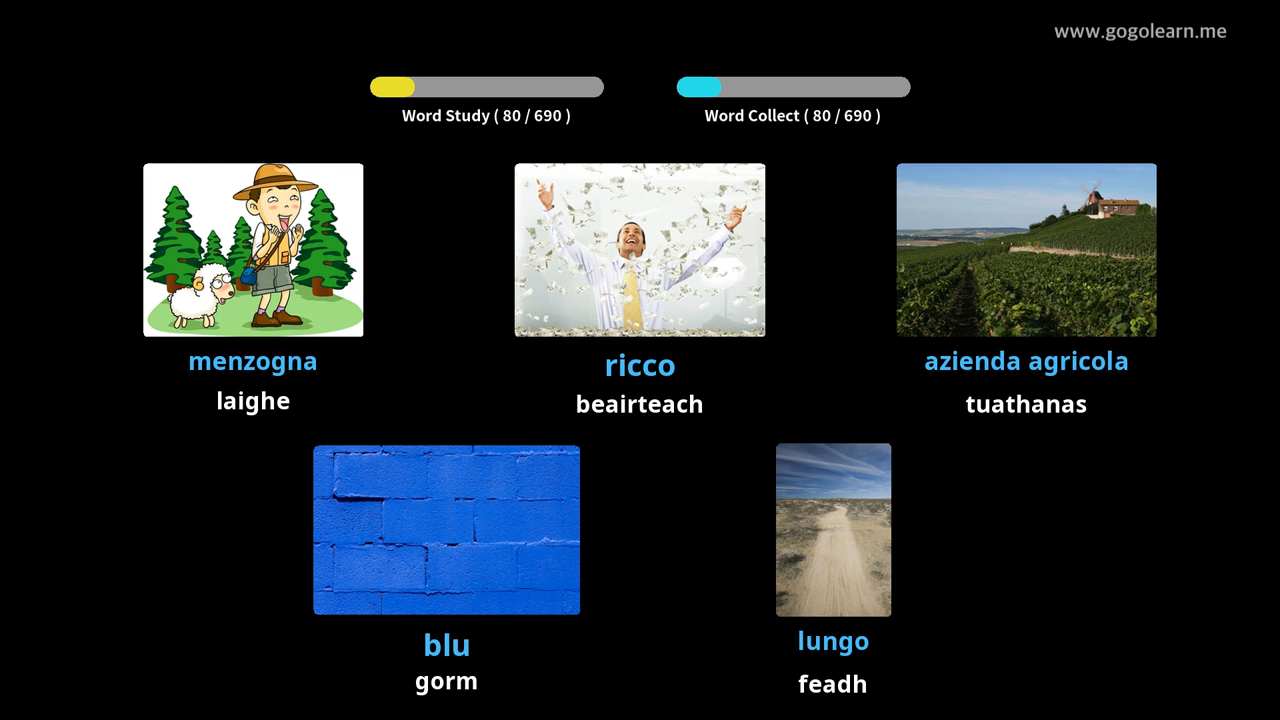 www.gogolearn.me
Word Study ( 80 / 690 )
Word Collect ( 80 / 690 )
menzogna
laighe
ricco
beairteach
azienda agricola
tuathanas
blu
gorm
lungo
feadh